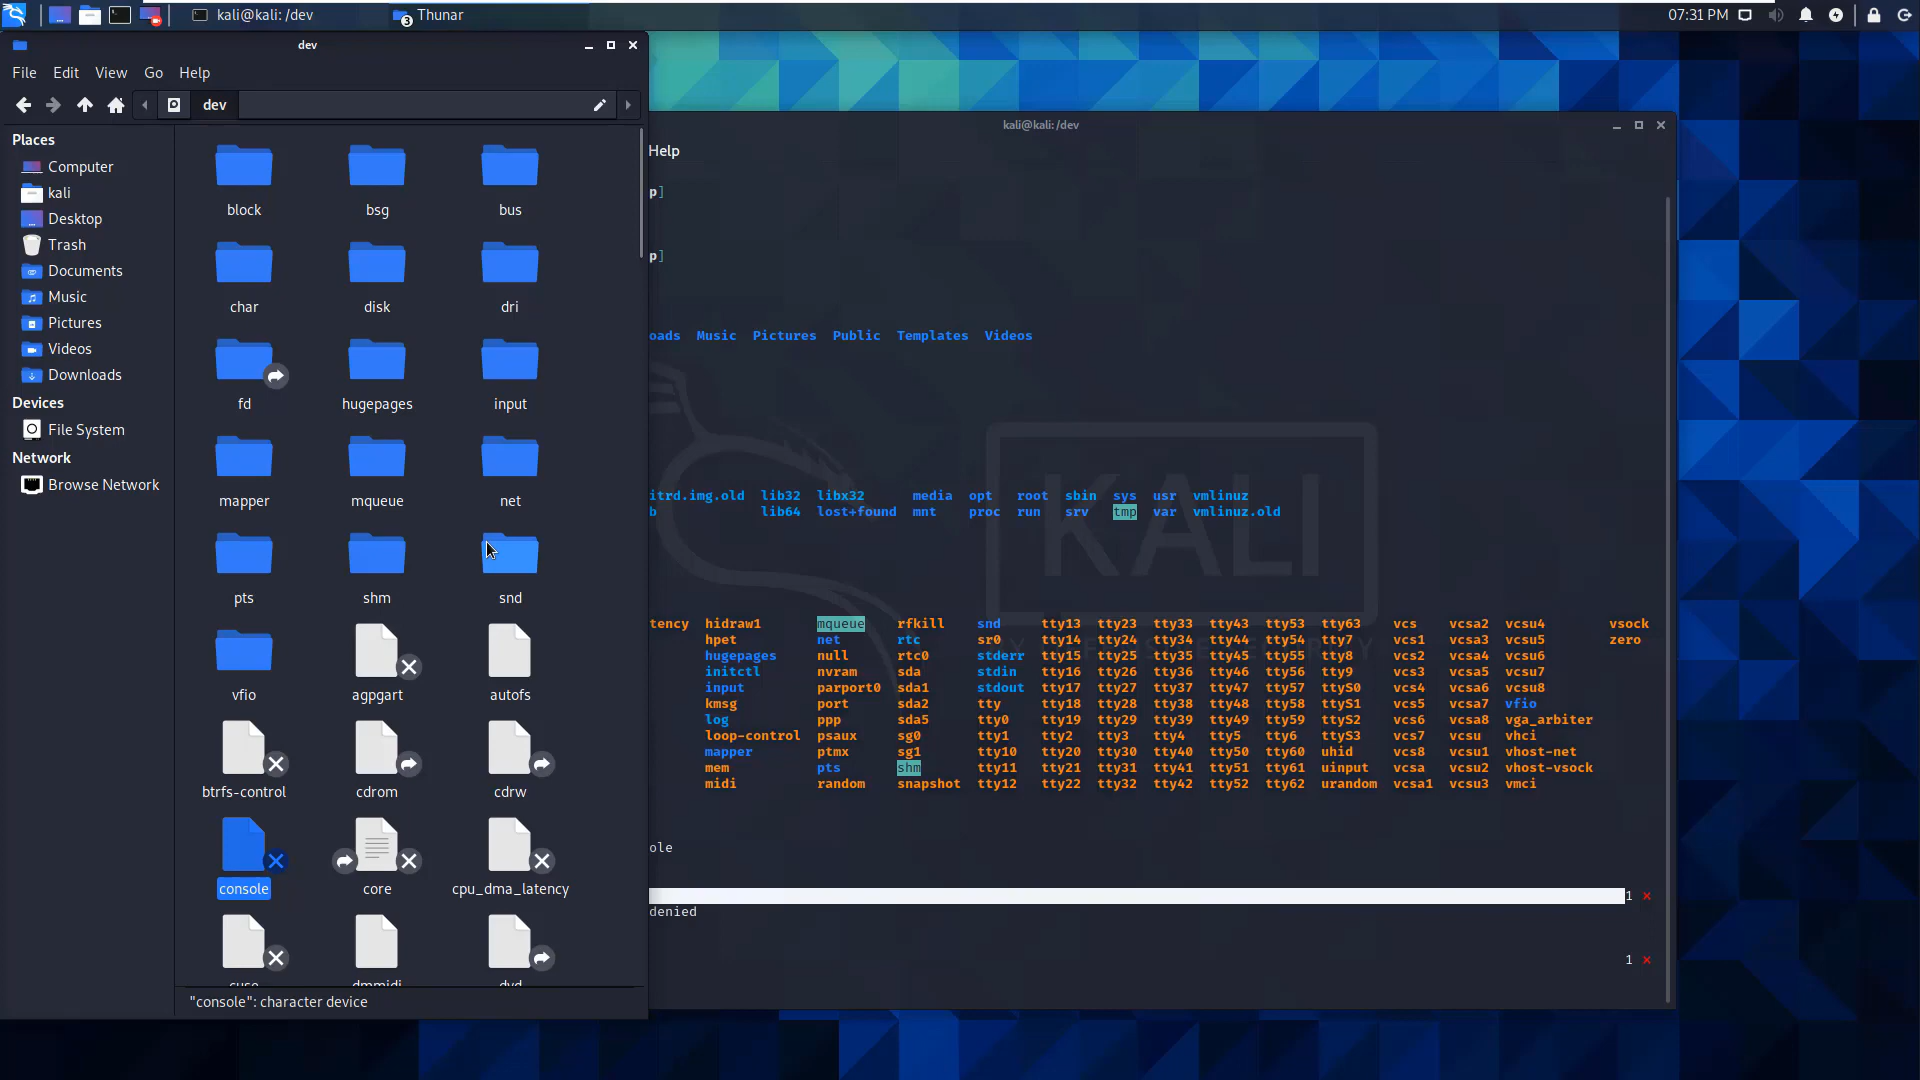 kali@kali: /dev
3 Thunar
07:31 PM
dev
File Edit View Go Help
dev
Places
Computer
kali
Desktop
Trash
Documents
Music
Pictures
Videos
Downloads
Devices
File System
Network
Browse Network
block bsg bus
char disk dri
fd hugepages input
mapper mqueue net
pts shm snd
vfio agpgart autofs
btrfs-control cdrom cdrw
console core cpu_dma_latency
cuse dmmidi dvd
"console": character device
kali@kali: /dev
Help
p]
p]
oads Music Pictures Public Templates Videos
KALI
itrd.img.old lib32 libx32 media opt root sbin sys usr vmlinuz
b lib64 lost+found mnt proc run srv tmp var vmlinuz.old
tency hidraw1 mqueue rfkill snd tty13 tty23 tty33 tty43 tty53 tty63 vcs vcsa2 vcsu4 vsock
hpet net rtc sr0 tty14 tty24 tty34 tty44 tty54 tty7 vcs1 vcsa3 vcsu5 zero
hugepages null rtc0 stderr tty15 tty25 tty35 tty45 tty55 tty8 vcs2 vcsa4 vcsu6
initctl nvram sda stdin tty16 tty26 tty36 tty46 tty56 tty9 vcs3 vcsa5 vcsu7
input parport0 sda1 stdout tty17 tty27 tty37 tty47 tty57 ttyS0 vcs4 vcsa6 vcsu8
kmsg port sda2 tty tty18 tty28 tty38 tty48 tty58 ttyS1 vcs5 vcsa7 vfio
log ppp sda5 tty0 tty19 tty29 tty39 tty49 tty59 ttyS2 vcs6 vcsa8 vga_arbiter
loop-control psaux sg0 tty1 tty2 tty3 tty4 tty5 tty6 ttyS3 vcs7 vcsu vhci
mapper ptmx sg1 tty10 tty20 tty30 tty40 tty50 tty60 uhid vcs8 vcsu1 vhost-net
mem pts shm tty11 tty21 tty31 tty41 tty51 tty61 uinput vcsa vcsu2 vhost-vsock
midi random snapshot tty12 tty22 tty32 tty42 tty52 tty62 urandom vcsa1 vcsu3 vmci
ole
1 ⨯
denied
1 ⨯